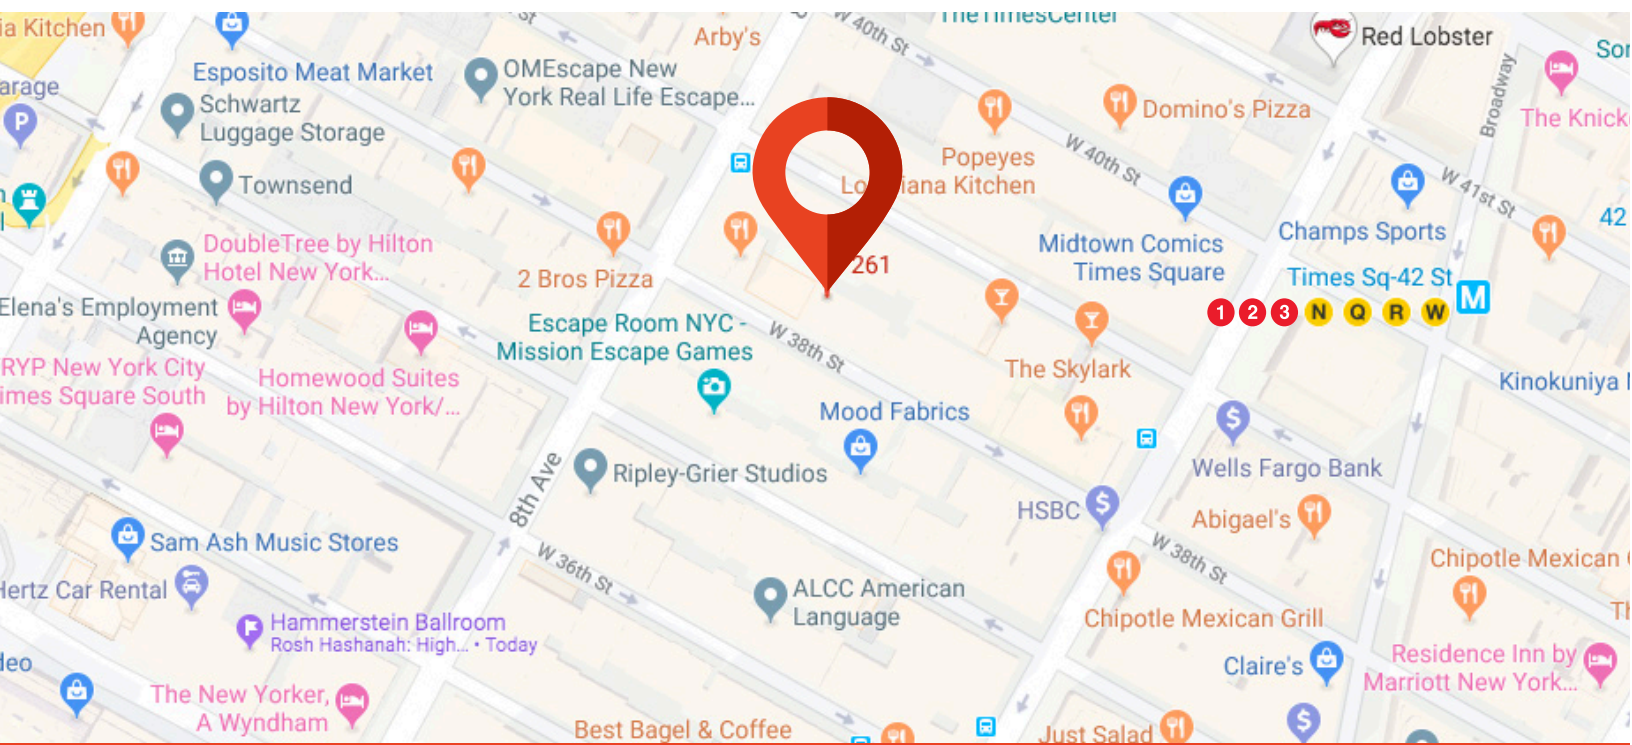 ia Kitchen
St
Arby's
W 40th St
TheTimesCenter
Red Lobster
Broadway
Esposito Meat Market
OMEscape New
York Real Life Escape...
arage
P
Schwartz
Luggage Storage
Domino's Pizza
The Knick
Popeyes
iana Kitchen
W 40th St
W 41st St
Townsend
42
Champs Sports
DoubleTree by Hilton
Hotel New York...
Midtown Comics
Times Square
261
2 Bros Pizza
Times Sq-42 St
M
1 2 3 N Q R W
Elena's Employment
Agency
Escape Room NYC -
Mission Escape Games
W 38th St
RYP New York City
imes Square South
The Skylark
Homewood Suites
by Hilton New York/...
Kinokuniya
Mood Fabrics
$
Wells Fargo Bank
Ripley-Grier Studios
8th Ave
HSBC
$
Abigael's
Sam Ash Music Stores
W 36th St
W 38th St
Chipotle Mexican
Hertz Car Rental
ALCC American
Language
Hammerstein Ballroom
Rosh Hashanah: High... • Today
Chipotle Mexican Grill
deo
Claire's
Residence Inn by
Marriott New York...
The New Yorker,
A Wyndham
Best Bagel & Coffee
Just Salad
$